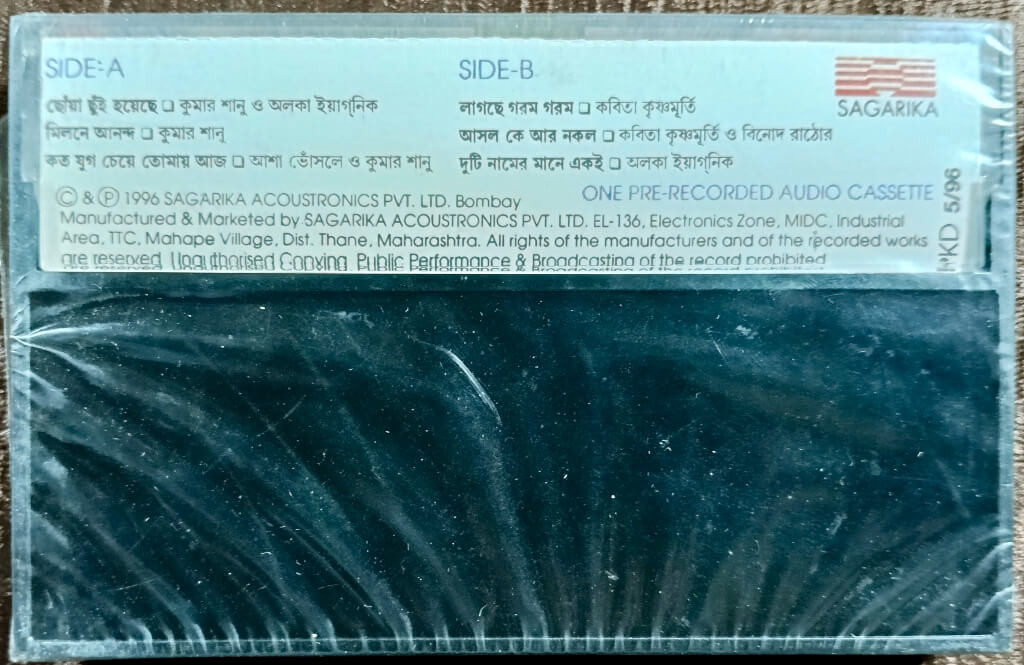 SIDE-A
ছোঁয়া ছুঁই হয়েছে □ কুমার শানু ও অলকা ইয়াগ্নিক
মিলনে আনন্দ □ কুমার শানু
কত যুগ চেয়ে তোমায় আজ □ আশা ভোঁসলে ও কুমার শানু
SIDE-B
লাগছে গরম গরম □ কবিতা কৃষ্ণমূর্তি
আসল কে আর নকল □ কবিতা কৃষ্ণমূর্তি ও বিনোদ রাঠোর
দুটি নামের মানে একই □ অলকা ইয়াগ্নিক
SAGARIKA
ONE PRE-RECORDED AUDIO CASSETTE
© & ℗ 1996 SAGARIKA ACOUSTRONICS PVT. LTD. Bombay
Manufactured & Marketed by SAGARIKA ACOUSTRONICS PVT. LTD. EL-136, Electronics Zone, MIDC, Industrial
Area, TTC, Mahape Village, Dist. Thane, Maharashtra. All rights of the manufacturers and of the recorded works
are reserved. Unauthorised Copying, Public Performance & Broadcasting of the record prohibited
PKD 5/96